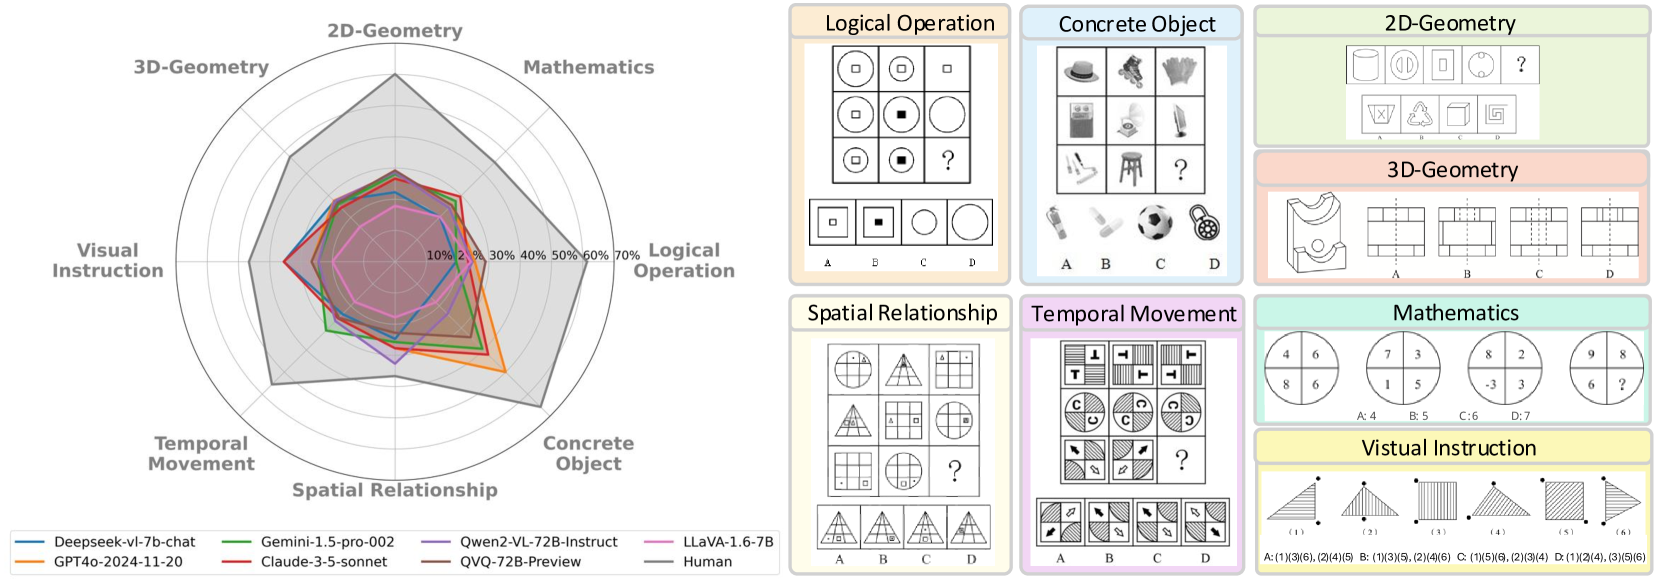 2D-Geometry
3D-Geometry
Mathematics
Visual
Instruction
10% 20% 30% 40% 50% 60% 70%
Logical
Operation
Temporal
Movement
Concrete
Object
Spatial Relationship
Deepseek-vl-7b-chat
Gemini-1.5-pro-002
Qwen2-VL-72B-Instruct
LLaVA-1.6-7B
GPT4o-2024-11-20
Claude-3-5-sonnet
QVQ-72B-Preview
Human
Logical Operation
?
A B C D
Concrete Object
?
A B C D
2D-Geometry
?
A B C D
3D-Geometry
A B C D
Spatial Relationship
?
A B C D
Temporal Movement
T T T
T T T
C C C
C C C
?
A B C D
Mathematics
4 6 7 3 8 2 9 8
8 6 1 5 -3 3 6 ?
A: 4 B: 5 C: 6 D: 7
Vistual Instruction
(1) (2) (3) (4) (5) (6)
A: (1)(3)(6), (2)(4)(5) B: (1)(3)(5), (2)(4)(6) C: (1)(5)(6), (2)(3)(4) D: (1)(2)(4), (3)(5)(6)